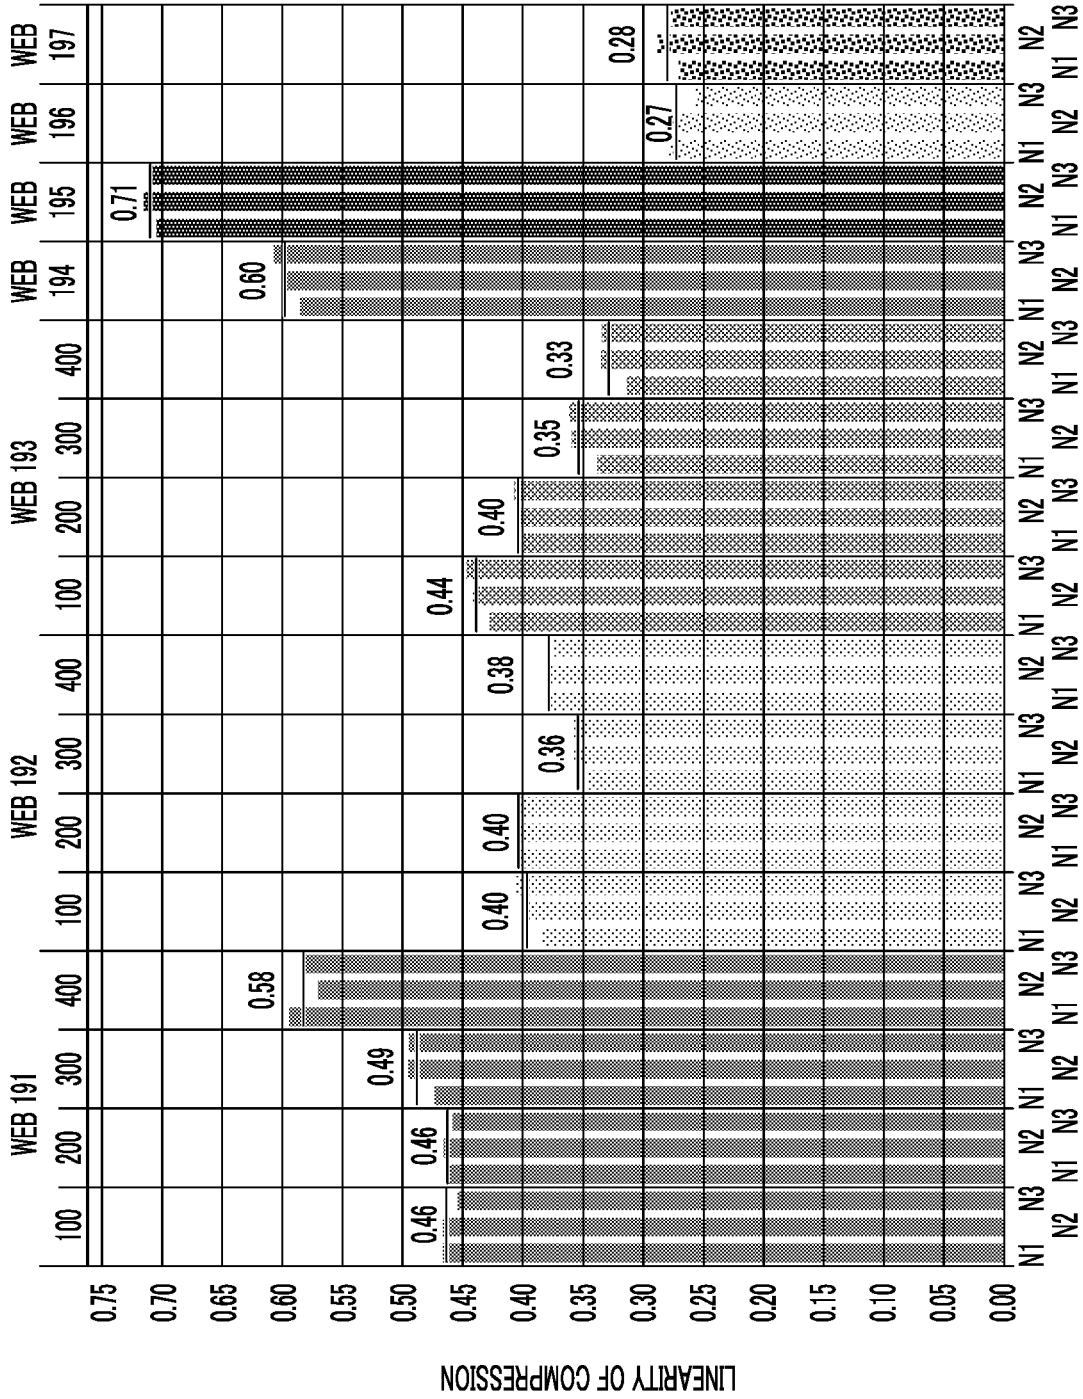 WEB 191 WEB 192 WEB 193 WEB WEB WEB WEB
100 200 300 400 100 200 300 400 100 200 300 400 194 195 196 197
LINEARITY OF COMPRESSION
0.75
0.70
0.65
0.60
0.55
0.50
0.45
0.40
0.35
0.30
0.25
0.20
0.15
0.10
0.05
0.00
0.46 0.46 0.49 0.58 0.40 0.40 0.36 0.38 0.44 0.40 0.35 0.33 0.60 0.71 0.27 0.28
N1 N3 N2 N1 N3 N2 N1 N3 N2 N1 N3 N2 N1 N3 N2 N1 N3 N2 N1 N3 N2 N1 N3 N2
N2 N1 N3 N2 N1 N3 N2 N1 N3 N2 N1 N3 N2 N1 N3 N2 N1 N3 N2 N1 N3 N2 N1 N3